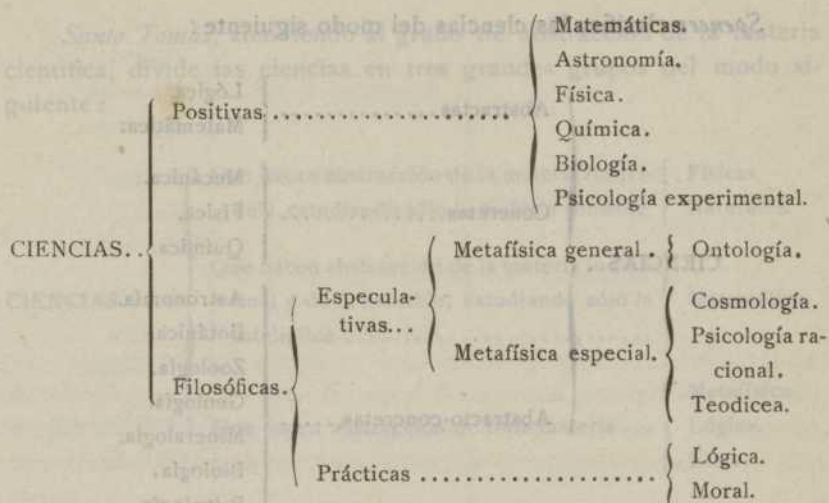 Matemáticas.
Astronomía.
Física.
Positivas ....................
Química.
Biología.
Psicología experimental.
CIENCIAS..
Metafísica general . Ontología.
Especula-
tivas...
Cosmología.
Psicología ra-
cional.
Metafísica especial.
Teodicea.
Filosóficas.
Lógica.
Prácticas ....................
Moral.